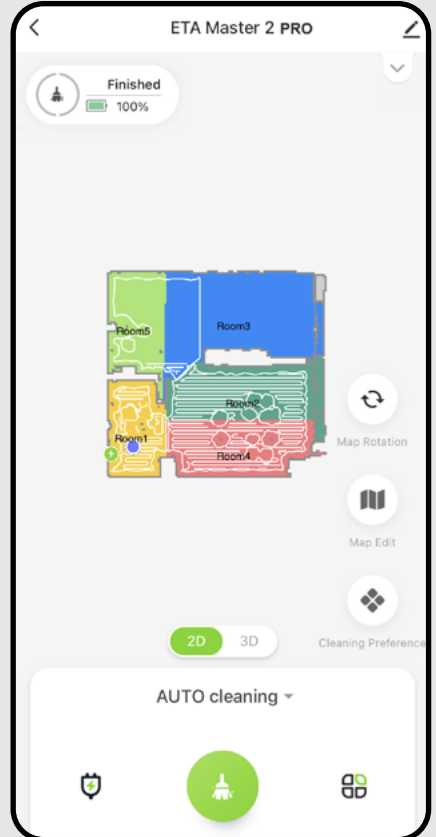 ETA Master 2 PRO
Finished
100%
Room5
Room3
Room2
Room1
Room4
Map Rotation
Map Edit
Cleaning Preference
2D 3D
AUTO cleaning